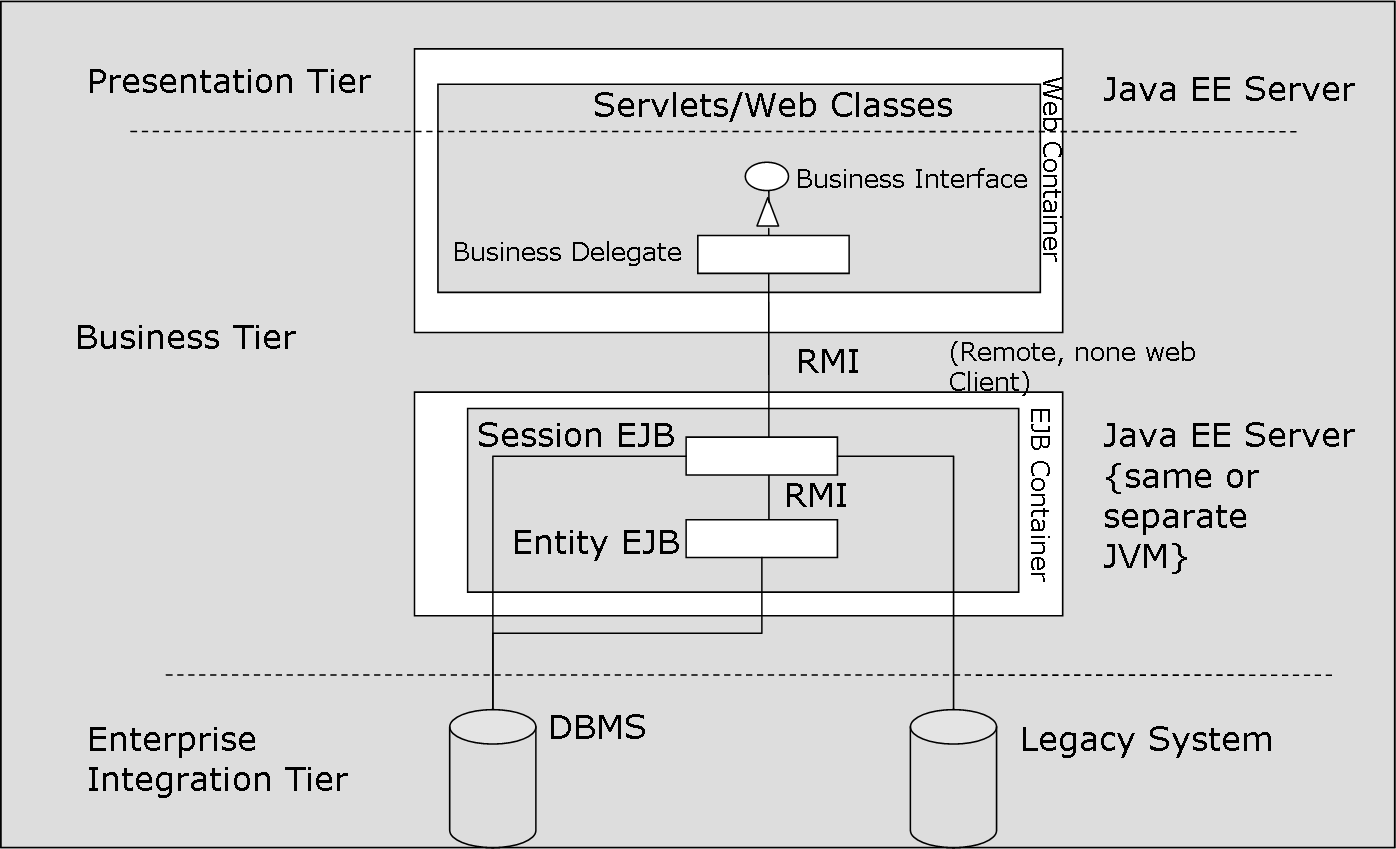 Presentation Tier
Servlets/Web Classes
Web Container
Java EE Server
Business Interface
Business Delegate
Business Tier
RMI
(Remote, none web
Client)
Session EJB
RMI
Entity EJB
EJB Container
Java EE Server
{same or
separate
JVM}
Enterprise
Integration Tier
DBMS
Legacy System